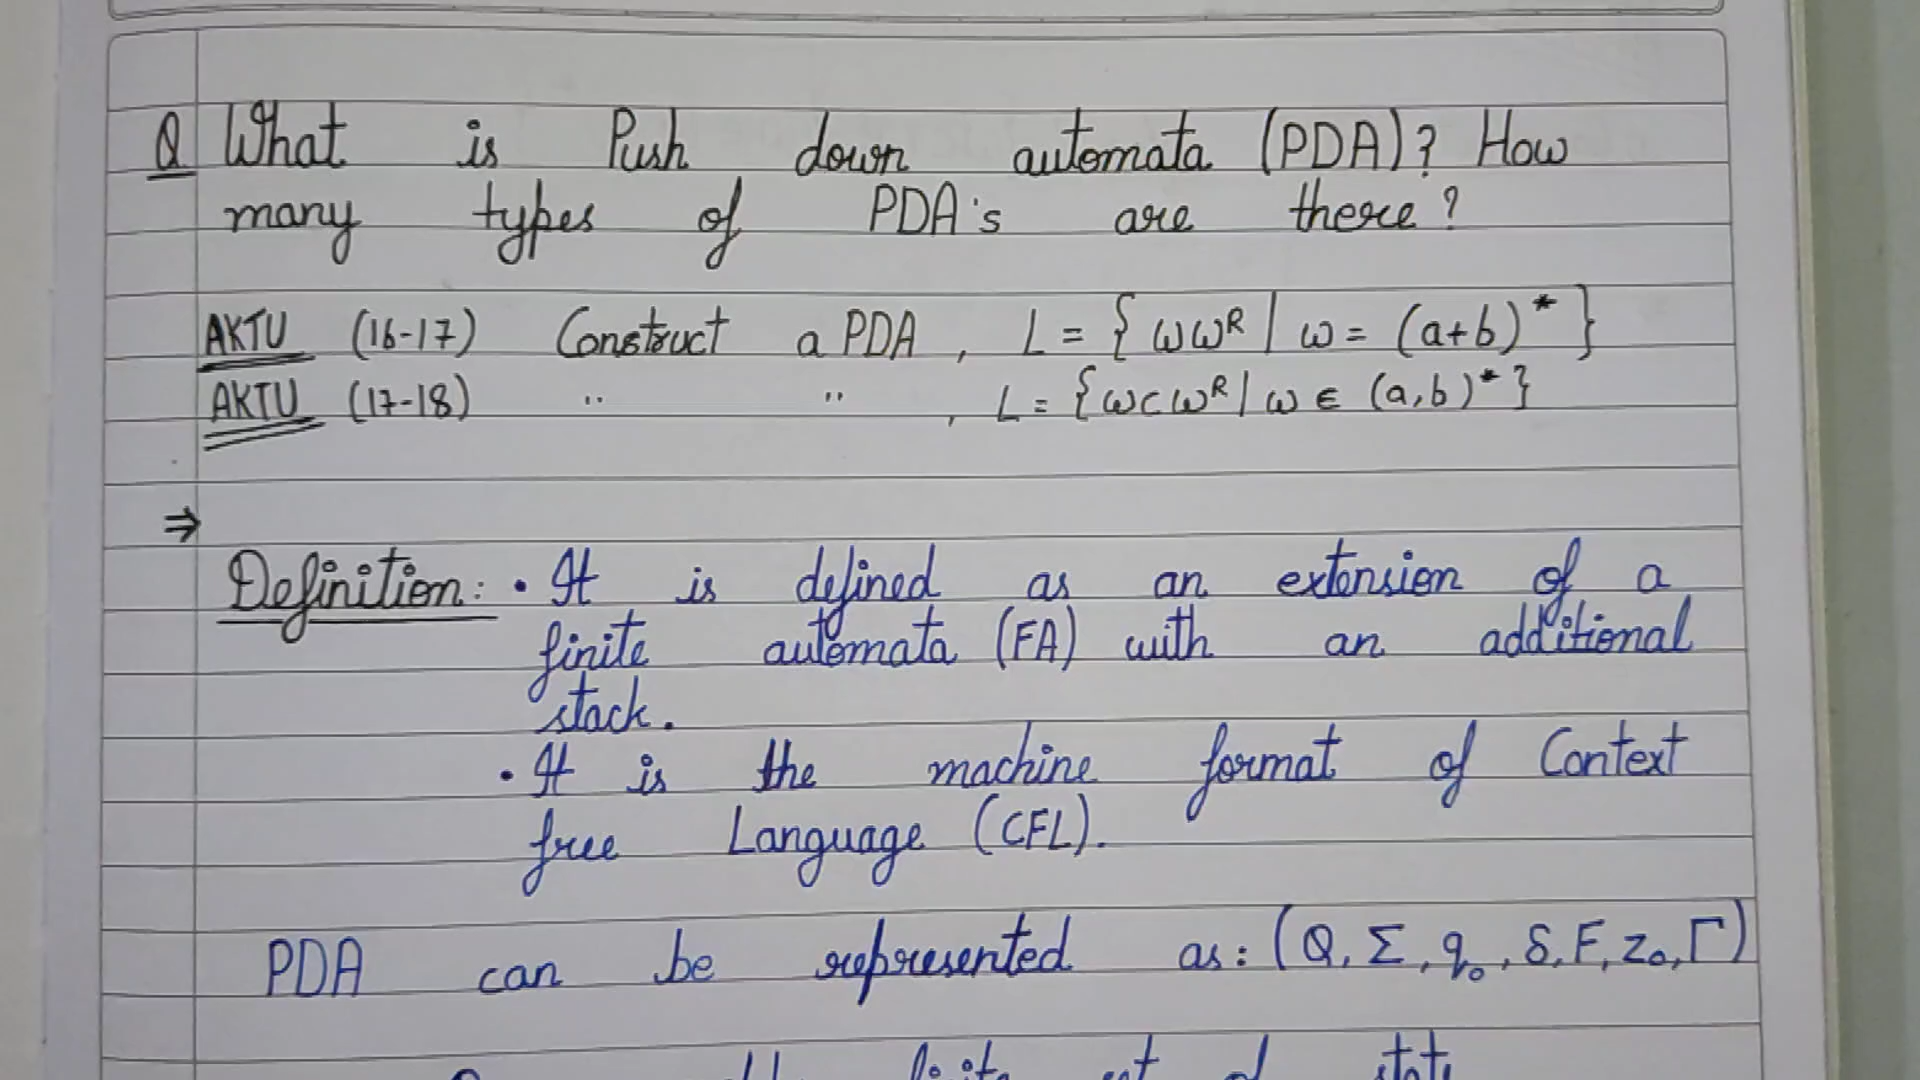 Q What is Push down automata (PDA)? How
many types of PDA's are there?
AKTU (16-17) Construct a PDA, L = { ωω^R | ω = (a+b)* }
AKTU (17-18) " " , L = {ωcω^R | ω ∈ (a,b)*}
⇒
Definition: • It is defined as an extension of a
finite automata (FA) with an additional
stack.
• It is the machine format of Context
free Language (CFL).
PDA can be represented as: (Q, Σ, q₀, δ, F, z₀, Γ)